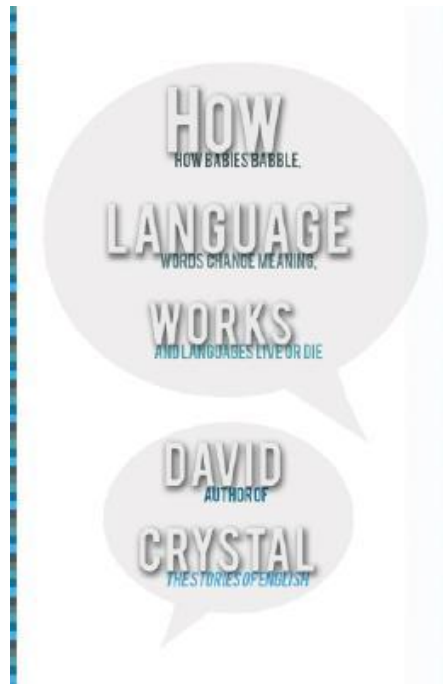 HOW
HOW BABIES BABBLE,
LANGUAGE
WORDS CHANGE MEANING,
WORKS
AND LANGUAGES LIVE OR DIE
DAVID
AUTHOR OF
CRYSTAL
THE STORIES OF ENGLISH